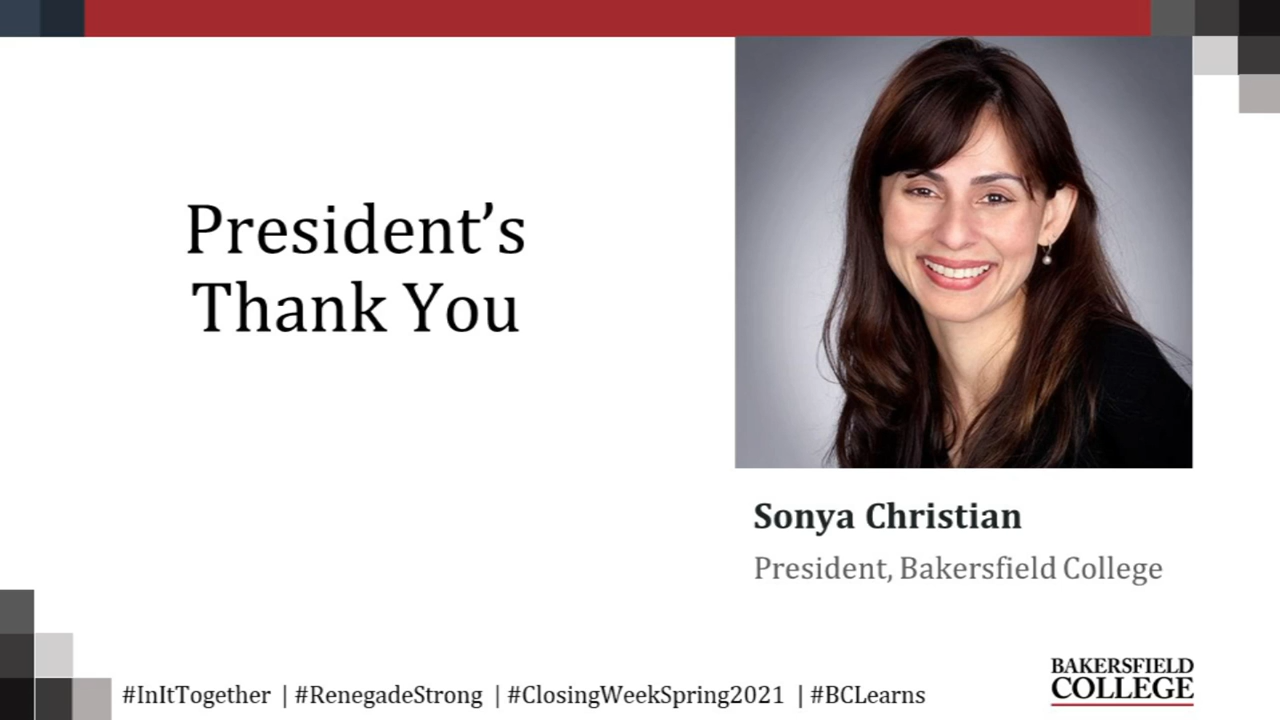 President’s
Thank You
Sonya Christian
President, Bakersfield College
#InItTogether | #RenegadeStrong | #ClosingWeekSpring2021 | #BCLearns
BAKERSFIELD
COLLEGE